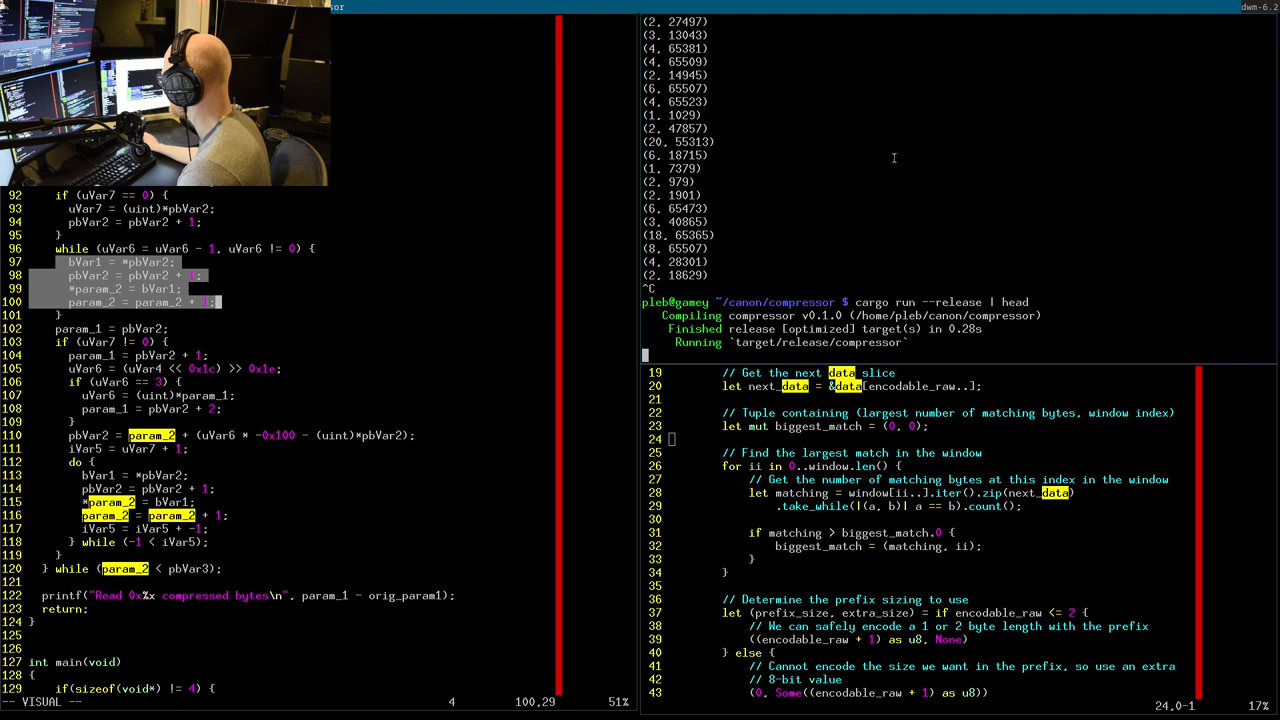 sor
dwm-6.2
92 if (uVar7 == 0) {
93 uVar7 = (uint)*pbVar2;
94 pbVar2 = pbVar2 + 1;
95 }
96 while (uVar6 = uVar6 - 1, uVar6 != 0) {
97 bVar1 = *pbVar2;
98 pbVar2 = pbVar2 + 1;
99 *param_2 = bVar1;
100 param_2 = param_2 + 1;
101 }
102 param_1 = pbVar2;
103 if (uVar7 != 0) {
104 param_1 = pbVar2 + 1;
105 uVar6 = (uVar4 << 0x1c) >> 0x1e;
106 if (uVar6 == 3) {
107 uVar6 = (uint)*param_1;
108 param_1 = pbVar2 + 2;
109 }
110 pbVar2 = param_2 + (uVar6 * -0x100 - (uint)*pbVar2);
111 iVar5 = uVar7 + 1;
112 do {
113 bVar1 = *pbVar2;
114 pbVar2 = pbVar2 + 1;
115 *param_2 = bVar1;
116 param_2 = param_2 + 1;
117 iVar5 = iVar5 + -1;
118 } while (-1 < iVar5);
119 }
120 } while (param_2 < pbVar3);
121
122 printf("Read 0x%x compressed bytes\n", param_1 - orig_param1);
123 return;
124 }
125
126
127 int main(void)
128 {
129 if(sizeof(void*) != 4) {
-- VISUAL -- 4 100,29 51%
(2, 27497)
(3, 13043)
(4, 65381)
(4, 65509)
(2, 14945)
(6, 65507)
(4, 65523)
(1, 1029)
(2, 47857)
(20, 55313)
(6, 18715)
(1, 7379)
(2, 979)
(2, 1901)
(6, 65473)
(3, 40865)
(18, 65365)
(8, 65507)
(4, 28301)
(2, 18629)
^C
pleb@gamey ~/canon/compressor $ cargo run --release | head
Compiling compressor v0.1.0 (/home/pleb/canon/compressor)
Finished release [optimized] target(s) in 0.28s
Running `target/release/compressor`
19 // Get the next data slice
20 let next_data = &data[encodable_raw..];
21
22 // Tuple containing (largest number of matching bytes, window index)
23 let mut biggest_match = (0, 0);
24
25 // Find the largest match in the window
26 for ii in 0..window.len() {
27 // Get the number of matching bytes at this index in the window
28 let matching = window[ii..].iter().zip(next_data)
29 .take_while(|(a, b)| a == b).count();
30
31 if matching > biggest_match.0 {
32 biggest_match = (matching, ii);
33 }
34 }
35
36 // Determine the prefix sizing to use
37 let (prefix_size, extra_size) = if encodable_raw <= 2 {
38 // We can safely encode a 1 or 2 byte length with the prefix
39 ((encodable_raw + 1) as u8, None)
40 } else {
41 // Cannot encode the size we want in the prefix, so use an extra
42 // 8-bit value
43 (0, Some((encodable_raw + 1) as u8))
24,0-1 17%